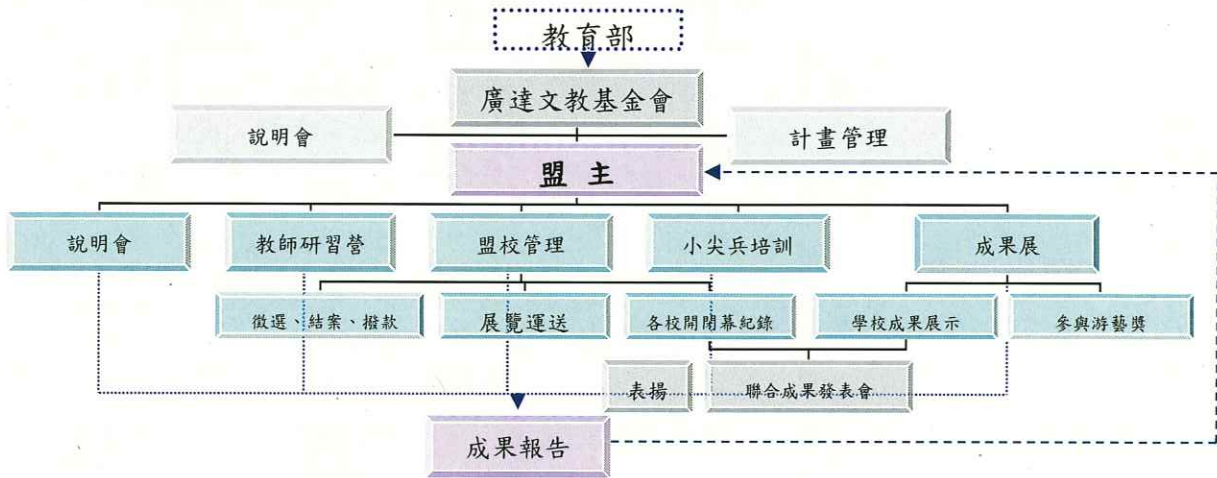 教育部
廣達文教基金會
說明會
計畫管理
盟主
說明會
教師研習營
盟校管理
小尖兵培訓
成果展
徵選、結案、撥款
展覽運送
各校開閉幕紀錄
學校成果展示
參與游藝獎
表揚
聯合成果發表會
成果報告